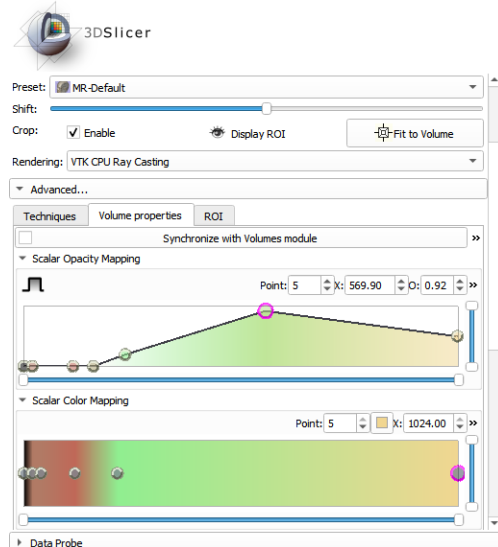 3DSlicer
Preset: MR-Default
Shift:
Crop: Enable Display ROI Fit to Volume
Rendering: VTK CPU Ray Casting
Advanced...
Techniques Volume properties ROI
Synchronize with Volumes module »
Scalar Opacity Mapping
Point: 5 X: 569.90 O: 0.92 »
Scalar Color Mapping
Point: 5 X: 1024.00 »
Data Probe